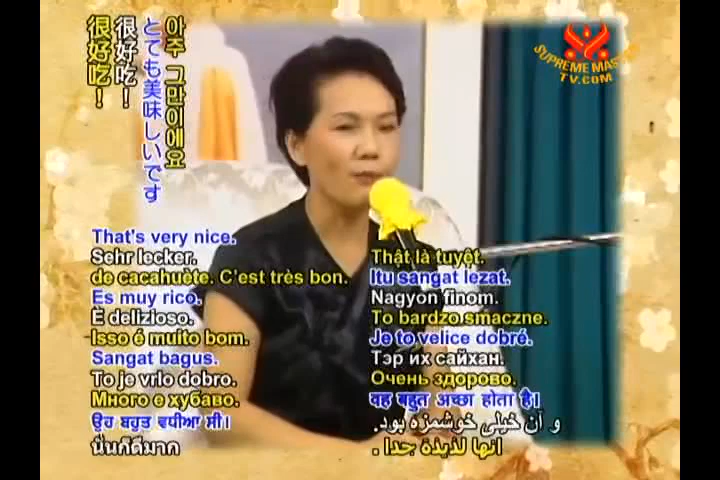 SUPREME MASTER
TV.COM
很好吃！
很好吃！
とても美味しいです
아주 그만이에요
That's very nice.
Sehr lecker.
de cacahuète. C'est très bon.
Es muy rico.
È delizioso.
Isso é muito bom.
Sangat bagus.
To je vrlo dobro.
Много е хубаво.
ਉਹ ਬਹੁਤ ਵਧੀਆ ਸੀ।
นั่นก็ดีมาก
Thật là tuyệt.
Itu sangat lezat.
Nagyon finom.
To bardzo smaczne.
Je to velice dobré.
Тэр их сайхан.
Очень здорово.
वह बहुत अच्छा होता है।
و آن خیلی خوشمزه بود.
انها لذيذة جدا .